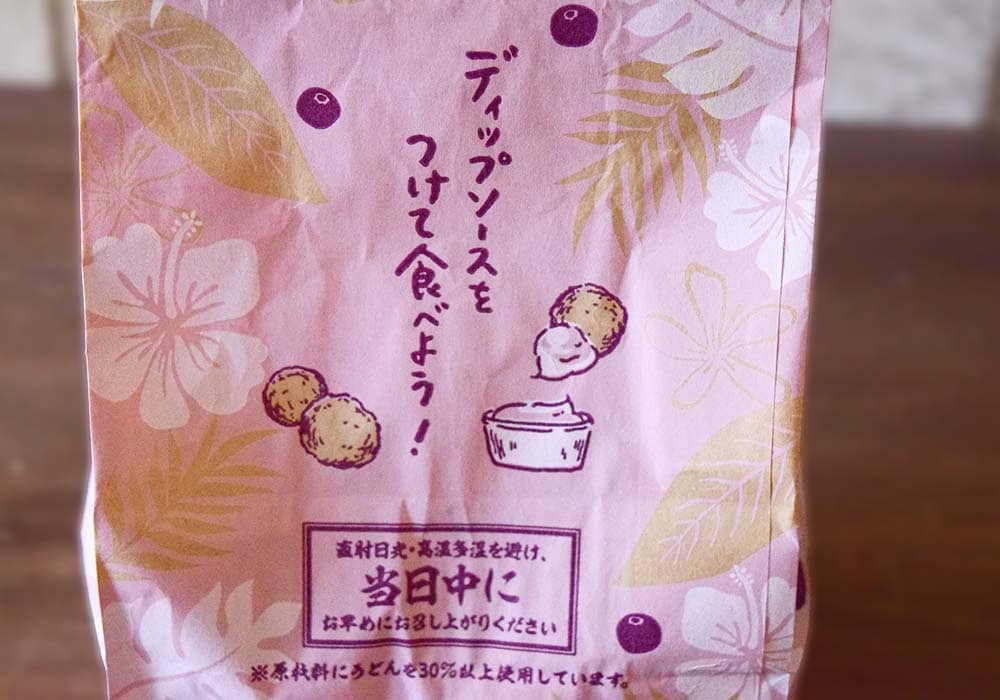 ディップソースを
つけて食べよう！
直射日光・高温多湿を避け、
当日中に
お早めにお召し上がりください
※原材料にうどんを30%以上使用しています。